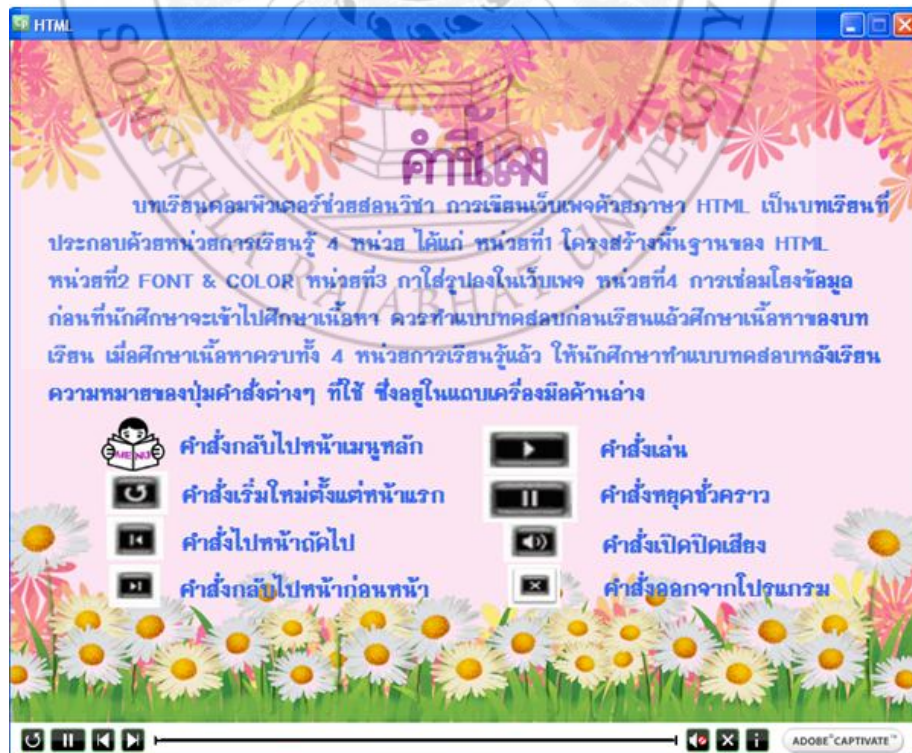 HTML
SONGKHLA RAJABHAT UNIVERSITY
คำชี้แจง
บทเรียนคอมพิวเตอร์ช่วยสอนวิชา การเขียนเว็บเพจด้วยภาษา HTML เป็นบทเรียนที่
ประกอบด้วยหน่วยการเรียนรู้ 4 หน่วย ได้แก่ หน่วยที่1 โครงสร้างพื้นฐานของ HTML
หน่วยที่2 FONT & COLOR หน่วยที่3 กาใส่รูปลงในเว็บเพจ หน่วยที่4 การเชื่อมโยงข้อมูล
ก่อนที่นักศึกษาจะเข้าไปศึกษาเนื้อหา ควรทำแบบทดสอบก่อนเรียนแล้วศึกษาเนื้อหาของบท
เรียน เมื่อศึกษาเนื้อหาครบทั้ง 4 หน่วยการเรียนรู้แล้ว ให้นักศึกษาทำแบบทดสอบหลังเรียน
ความหมายของปุ่มคำสั่งต่างๆ ที่ใช้ ซึ่งอยู่ในแถบเครื่องมือด้านล่าง
MENU คำสั่งกลับไปหน้าเมนูหลัก
คำสั่งเล่น
คำสั่งเริ่มใหม่ตั้งแต่หน้าแรก
คำสั่งหยุดชั่วคราว
คำสั่งไปหน้าถัดไป
คำสั่งเปิดปิดเสียง
คำสั่งกลับไปหน้าก่อนหน้า
คำสั่งออกจากโปรแกรม
ADOBE® CAPTIVATE™